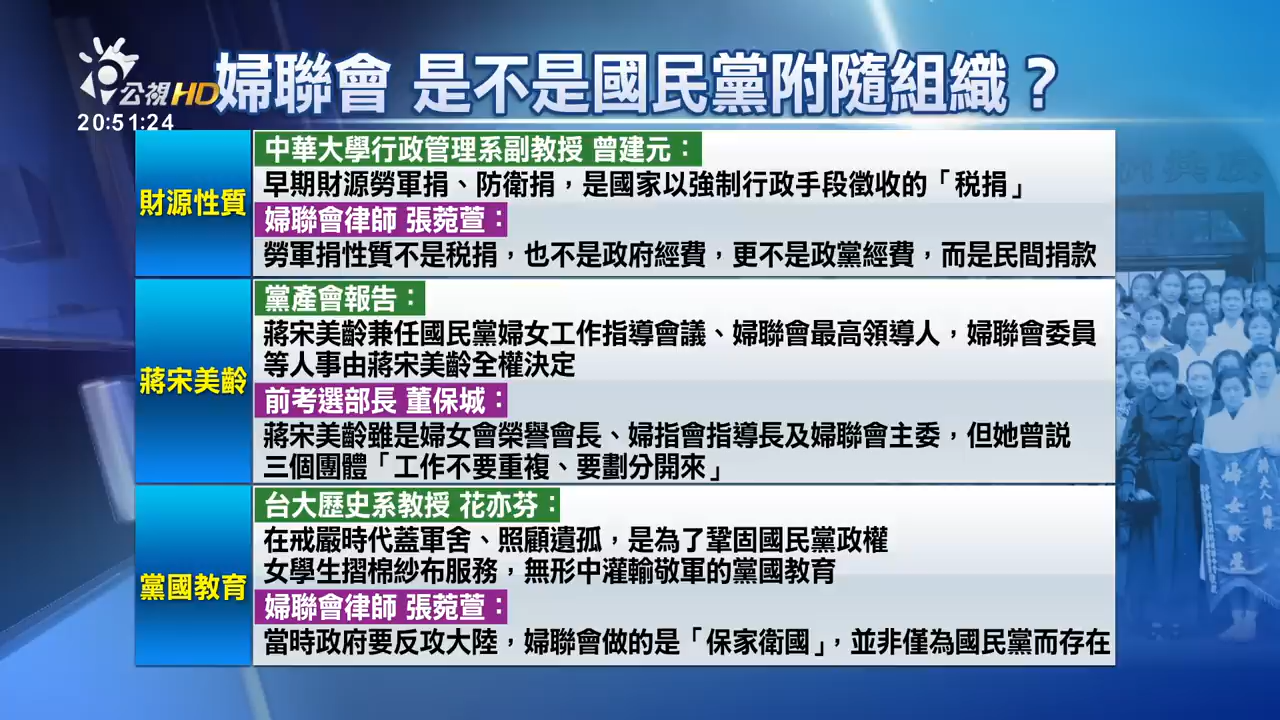 公視HD
婦聯會 是不是國民黨附隨組織？
20:51:24
財源性質
中華大學行政管理系副教授 曾建元：
早期財源勞軍捐、防衛捐，是國家以強制行政手段徵收的「稅捐」
婦聯會律師 張菀萱：
勞軍捐性質不是稅捐，也不是政府經費，更不是政黨經費，而是民間捐款
蔣宋美齡
黨產會報告：
蔣宋美齡兼任國民黨婦女工作指導會議、婦聯會最高領導人，婦聯會委員
等人事由蔣宋美齡全權決定
前考選部長 董保城：
蔣宋美齡雖是婦女會榮譽會長、婦指會指導長及婦聯會主委，但她曾說
三個團體「工作不要重複、要劃分開來」
黨國教育
台大歷史系教授 花亦芬：
在戒嚴時代蓋軍舍、照顧遺孤，是為了鞏固國民黨政權
女學生摺棉紗布服務，無形中灌輸敬軍的黨國教育
婦聯會律師 張菀萱：
當時政府要反攻大陸，婦聯會做的是「保家衛國」，並非僅為國民黨而存在